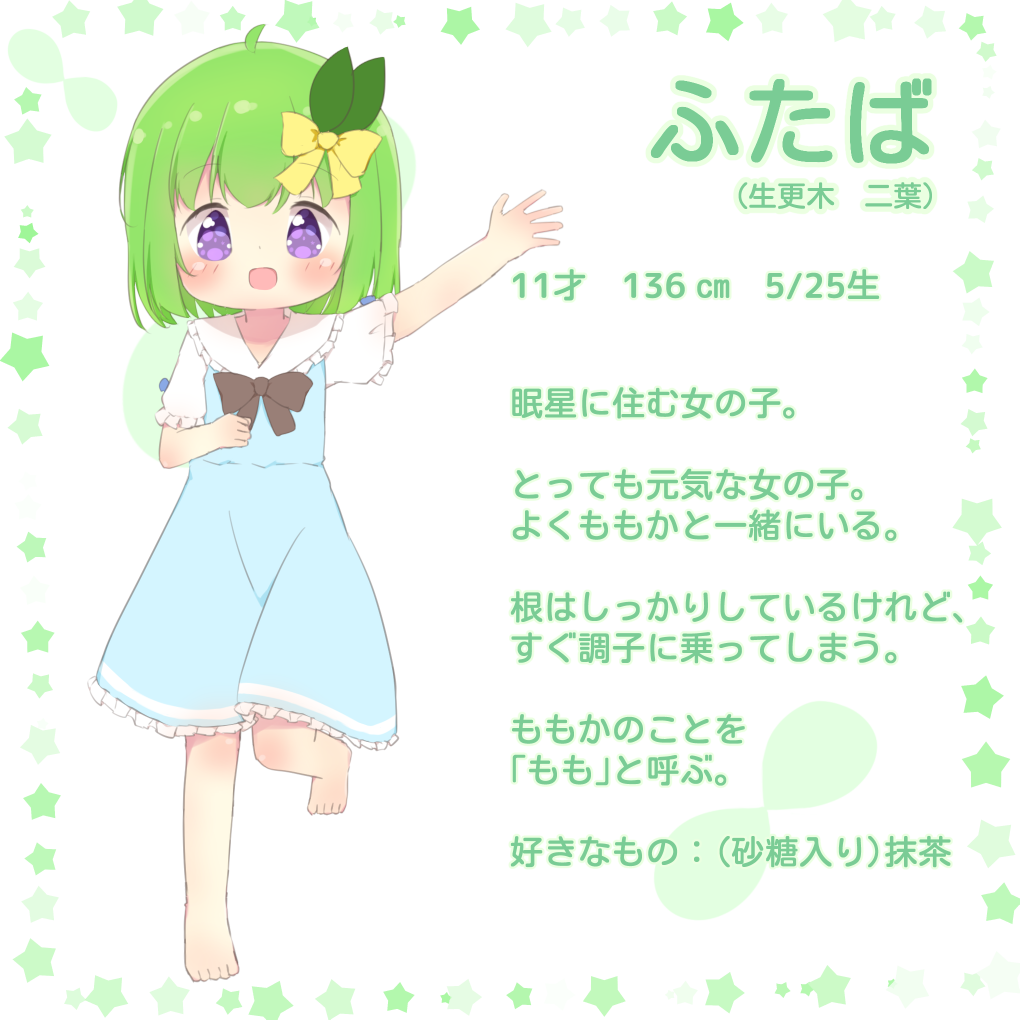 ふたば
（生更木　二葉）
11才　136㎝　5/25生
眠星に住む女の子。
とっても元気な女の子。
よくももかと一緒にいる。
根はしっかりしているけれど、
すぐ調子に乗ってしまう。
ももかのことを
「もも」と呼ぶ。
好きなもの：（砂糖入り）抹茶